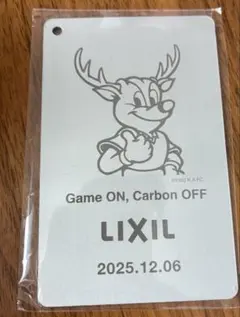 Game ON, Carbon OFF
LIXIL
2025.12.06